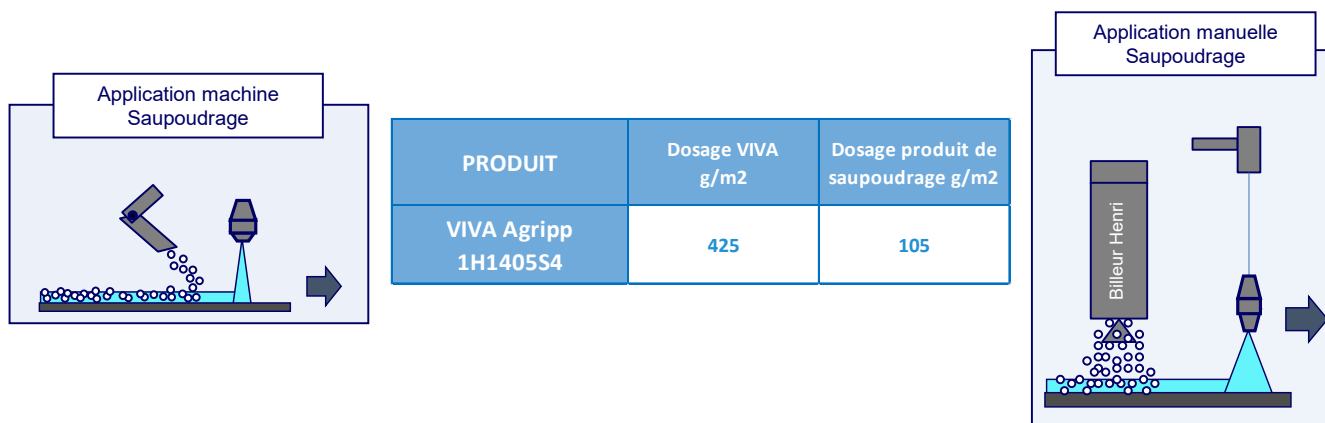 Application machine
Saupoudrage
PRODUIT
Dosage VIVA
g/m2
Dosage produit de
saupoudrage g/m2
VIVA Agripp
1H1405S4
425
105
Application manuelle
Saupoudrage
Billeur Henri